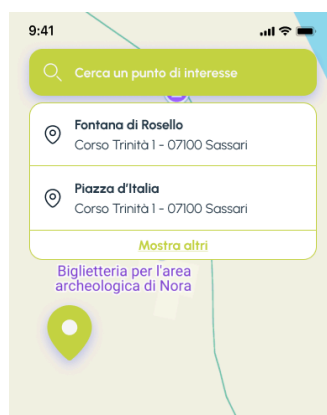 9:41
Cerca un punto di interesse
Fontana di Rosello
Corso Trinità 1 - 07100 Sassari
Piazza d'Italia
Corso Trinità 1 - 07100 Sassari
Mostra altri
Biglietteria per l'area
archeologica di Nora